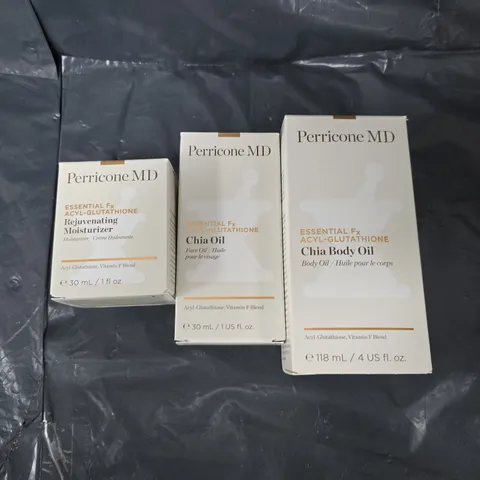 Perricone MD
ESSENTIAL Fx
ACYL-GLUTATHIONE
Rejuvenating
Moisturizer
Moisturizer / Crème Hydratante
Acyl-Glutathione, Vitamin F Blend
℮ 30 mL / 1 fl oz
Perricone MD
ESSENTIAL Fx
ACYL-GLUTATHIONE
Chia Oil
Face Oil / Huile
pour le visage
Acyl-Glutathione, Vitamin F Blend
℮ 30 mL / 1 US fl. oz.
Perricone MD
ESSENTIAL Fx
ACYL-GLUTATHIONE
Chia Body Oil
Body Oil / Huile pour le corps
Acyl-Glutathione, Vitamin F Blend
℮ 118 mL / 4 US fl. oz.